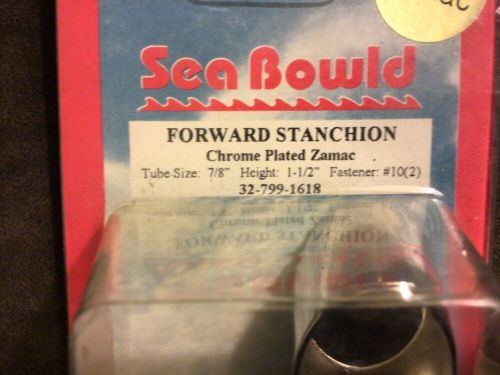 Sea Bowld
FORWARD STANCHION
Chrome Plated Zamac
Tube Size: 7/8" Height: 1-1/2" Fastener: #10(2)
32-799-1618